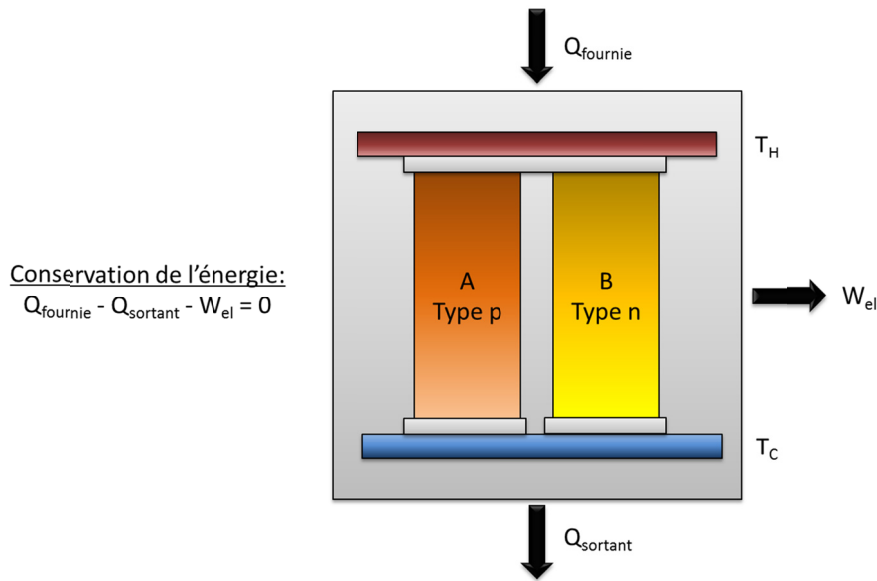 Q_fournie
T_H
Conservation de l'énergie:
Q_fournie - Q_sortant - W_el = 0
A
Type p
B
Type n
W_el
T_C
Q_sortant